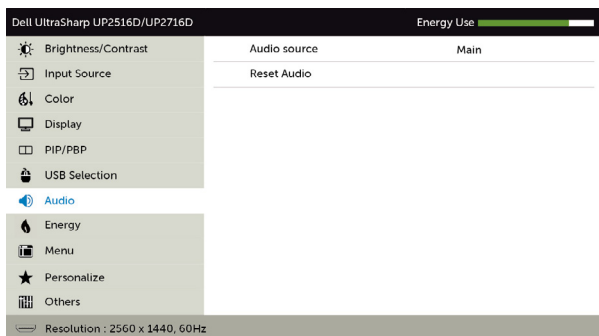 Dell UltraSharp UP2516D/UP2716D Energy Use
Brightness/Contrast Audio source Main
Input Source Reset Audio
Color
Display
PIP/PBP
USB Selection
Audio
Energy
Menu
Personalize
Others
Resolution : 2560 x 1440, 60Hz